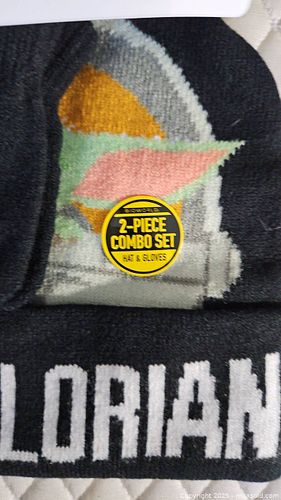 BIOWORLD
2-PIECE
COMBO SET
HAT & GLOVES
LORIAN